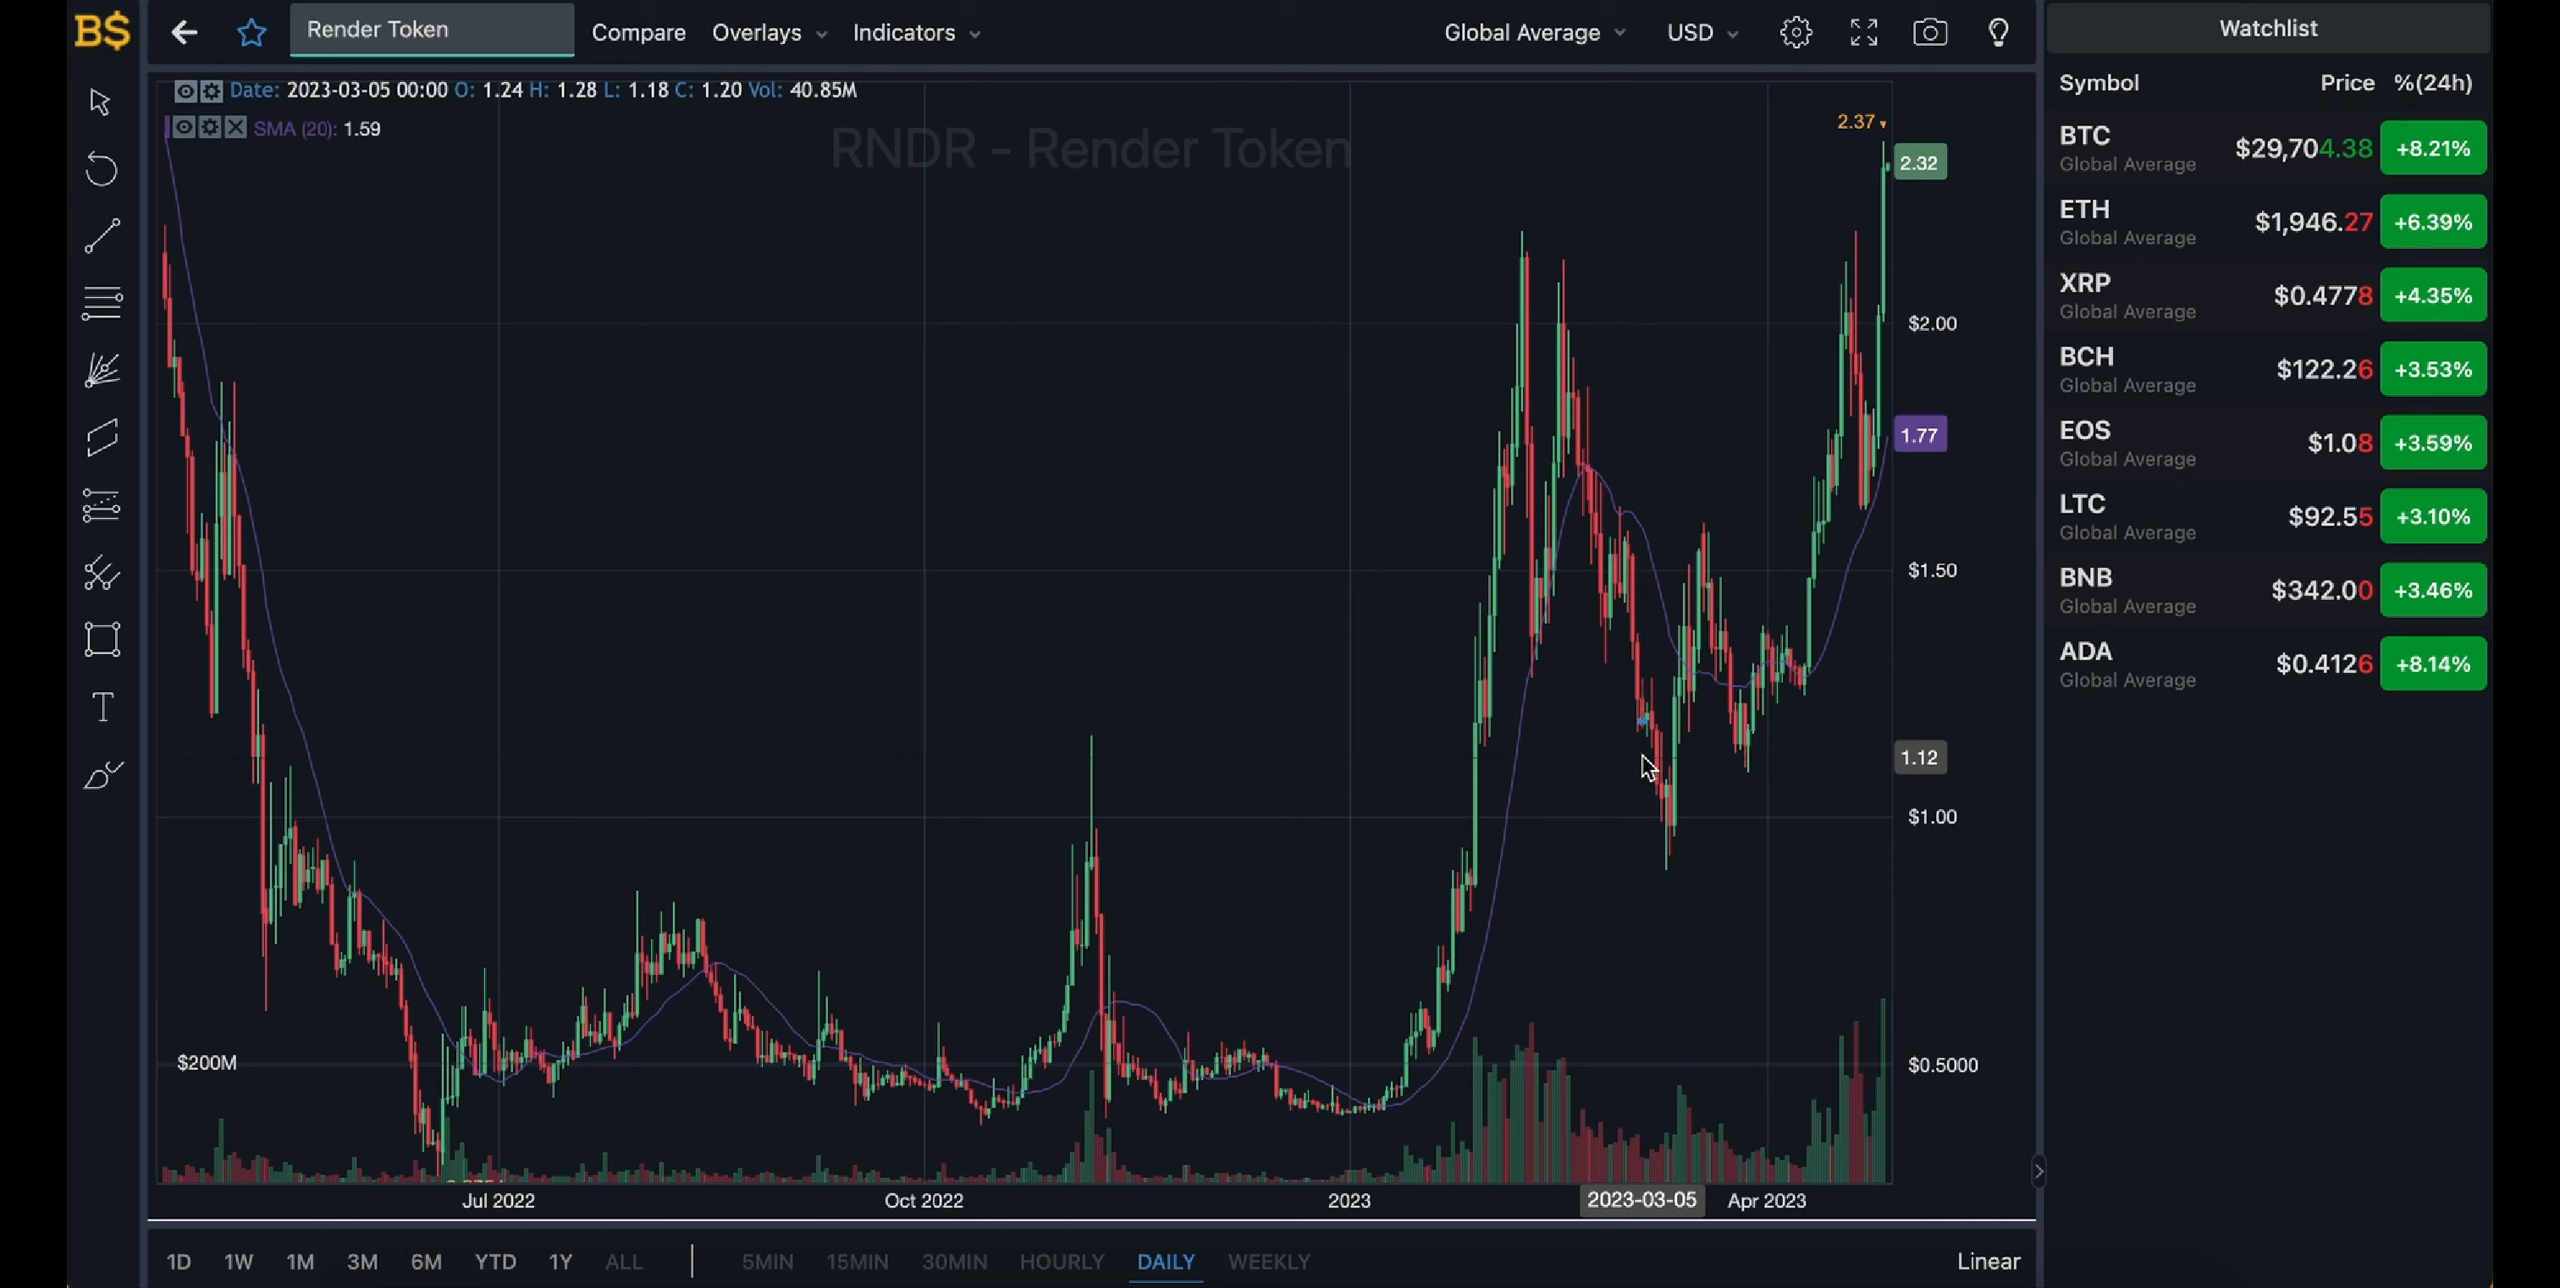 B$
Render Token
Compare
Overlays
Indicators
Global Average
USD
Date: 2023-03-05 00:00 O: 1.24 H: 1.28 L: 1.18 C: 1.20 Vol: 40.85M
SMA (20): 1.59
RNDR - Render Token
2.37
2.32
$2.00
1.77
$1.50
1.12
$1.00
$0.5000
$200M
Jul 2022
Oct 2022
2023
2023-03-05
Apr 2023
1D 1W 1M 3M 6M YTD 1Y ALL
5MIN 15MIN 30MIN HOURLY DAILY WEEKLY
Linear
Watchlist
Symbol Price %(24h)
BTC $29,704.38 +8.21%
Global Average
ETH $1,946.27 +6.39%
Global Average
XRP $0.4778 +4.35%
Global Average
BCH $122.26 +3.53%
Global Average
EOS $1.08 +3.59%
Global Average
LTC $92.55 +3.10%
Global Average
BNB $342.00 +3.46%
Global Average
ADA $0.4126 +8.14%
Global Average